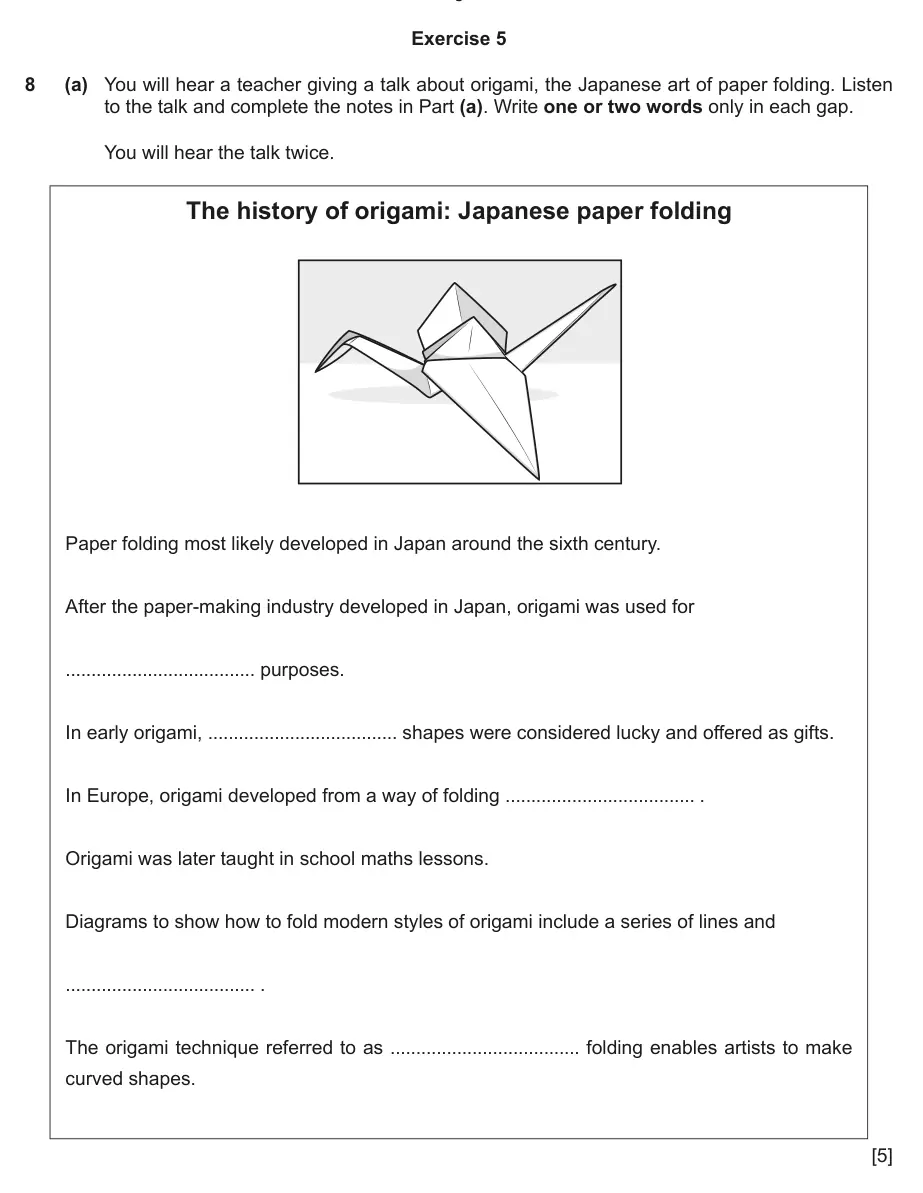 Exercise 5
8 (a) You will hear a teacher giving a talk about origami, the Japanese art of paper folding. Listen
to the talk and complete the notes in Part (a). Write one or two words only in each gap.
You will hear the talk twice.
The history of origami: Japanese paper folding
Paper folding most likely developed in Japan around the sixth century.
After the paper-making industry developed in Japan, origami was used for
..................................... purposes.
In early origami, ..................................... shapes were considered lucky and offered as gifts.
In Europe, origami developed from a way of folding ..................................... .
Origami was later taught in school maths lessons.
Diagrams to show how to fold modern styles of origami include a series of lines and
..................................... .
The origami technique referred to as ..................................... folding enables artists to make
curved shapes.
[5]